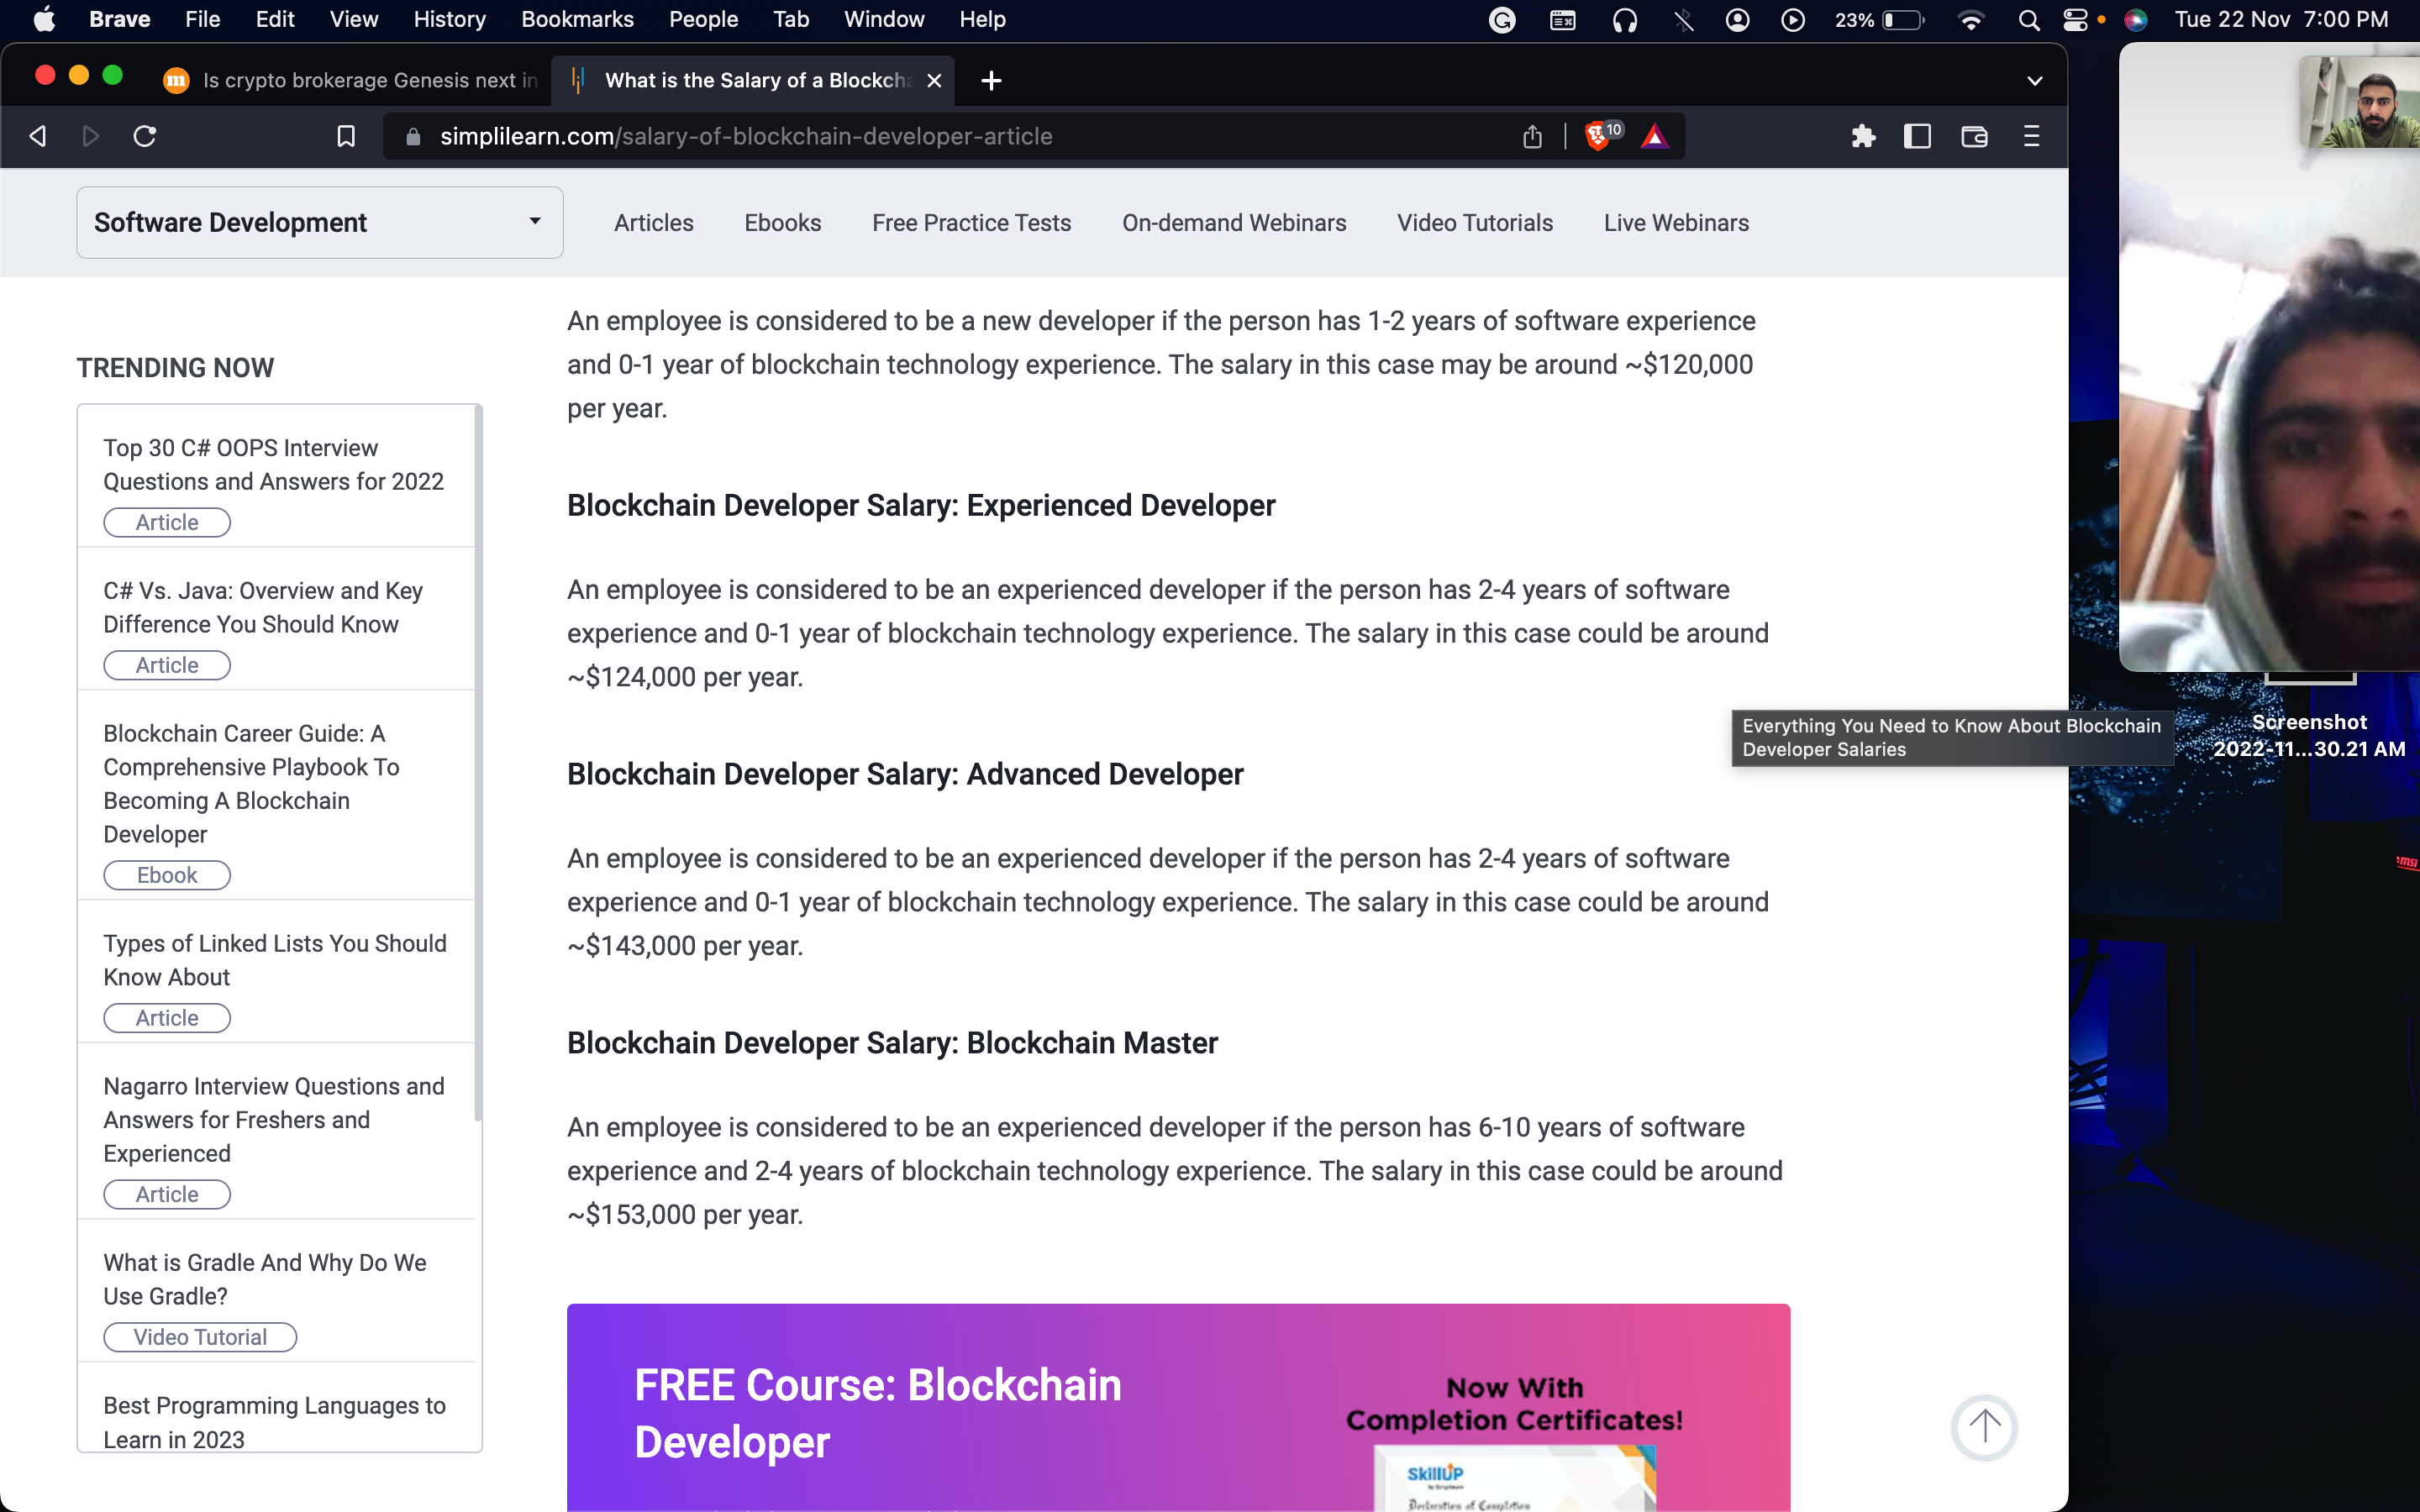 Brave File Edit View History Bookmarks People Tab Window Help 23% Tue 22 Nov 7:00 PM
Is crypto brokerage Genesis next in
What is the Salary of a Blockcha
simplilearn.com/salary-of-blockchain-developer-article
10
Software Development
Articles Ebooks Free Practice Tests On-demand Webinars Video Tutorials Live Webinars
TRENDING NOW
Top 30 C# OOPS Interview
Questions and Answers for 2022
Article
C# Vs. Java: Overview and Key
Difference You Should Know
Article
Blockchain Career Guide: A
Comprehensive Playbook To
Becoming A Blockchain
Developer
Ebook
Types of Linked Lists You Should
Know About
Article
Nagarro Interview Questions and
Answers for Freshers and
Experienced
Article
What is Gradle And Why Do We
Use Gradle?
Video Tutorial
Best Programming Languages to
Learn in 2023
An employee is considered to be a new developer if the person has 1-2 years of software experience
and 0-1 year of blockchain technology experience. The salary in this case may be around ~$120,000
per year.
Blockchain Developer Salary: Experienced Developer
An employee is considered to be an experienced developer if the person has 2-4 years of software
experience and 0-1 year of blockchain technology experience. The salary in this case could be around
~$124,000 per year.
Blockchain Developer Salary: Advanced Developer
An employee is considered to be an experienced developer if the person has 2-4 years of software
experience and 0-1 year of blockchain technology experience. The salary in this case could be around
~$143,000 per year.
Blockchain Developer Salary: Blockchain Master
An employee is considered to be an experienced developer if the person has 6-10 years of software
experience and 2-4 years of blockchain technology experience. The salary in this case could be around
~$153,000 per year.
FREE Course: Blockchain
Developer
Now With
Completion Certificates!
SkillUP
by Simplilearn
Declaration of Completion
Everything You Need to Know About Blockchain
Developer Salaries
Screenshot
2022-11...30.21 AM
msi